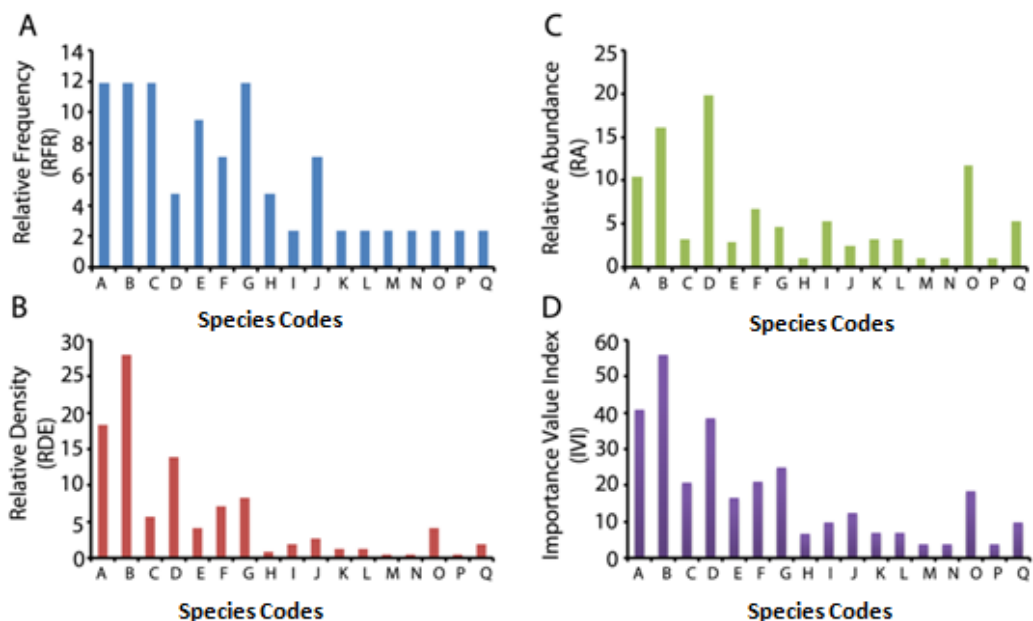 A
Relative Frequency
(RFR)
14
12
10
8
6
4
2
0
A B C D E F G H I J K L M N O P Q
Species Codes
C
Relative Abundance
(RA)
25
20
15
10
5
0
A B C D E F G H I J K L M N O P Q
Species Codes
B
Relative Density
(RDE)
30
25
20
15
10
5
0
A B C D E F G H I J K L M N O P Q
Species Codes
D
Importance Value Index
(IVI)
60
50
40
30
20
10
0
A B C D E F G H I J K L M N O P Q
Species Codes